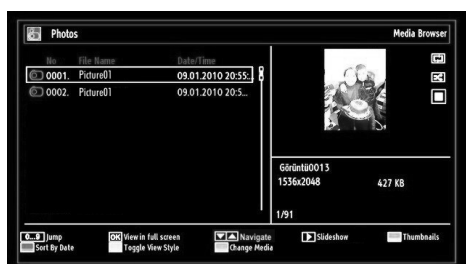 Photos
Media Browser
No File Name Date/Time
0001. Picture01 09.01.2010 20:55:..
0002. Picture01 09.01.2010 20:5...
Görüntü0013
1536x2048 427 KB
1/91
0...9 Jump OK View in full screen Navigate Slideshow Thumbnails
Sort By Date Toggle View Style Change Media